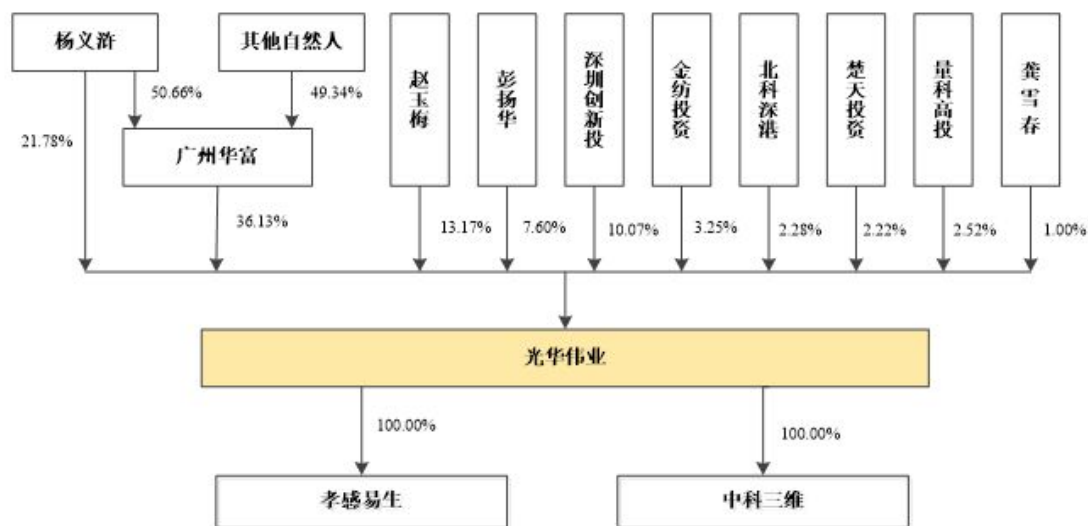 杨义浒
其他自然人
赵玉梅
彭扬华
深圳创新投
金纺投资
北科深港
楚天投资
量科高投
龚雪春
50.66%
49.34%
21.78%
广州华富
36.13%
13.17%
7.60%
10.07%
3.25%
2.28%
2.22%
2.52%
1.00%
光华伟业
100.00%
100.00%
孝感易生
中科三维